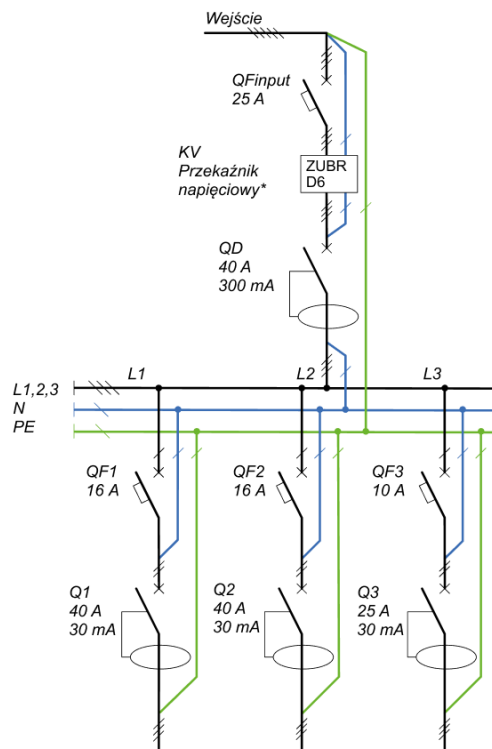 Wejście
QFinput
25 A
KV
Przekaźnik
napięciowy*
ZUBR
D6
QD
40 A
300 mA
L1
L2
L3
L1,2,3
N
PE
QF1
16 A
QF2
16 A
QF3
10 A
Q1
40 A
30 mA
Q2
40 A
30 mA
Q3
25 A
30 mA